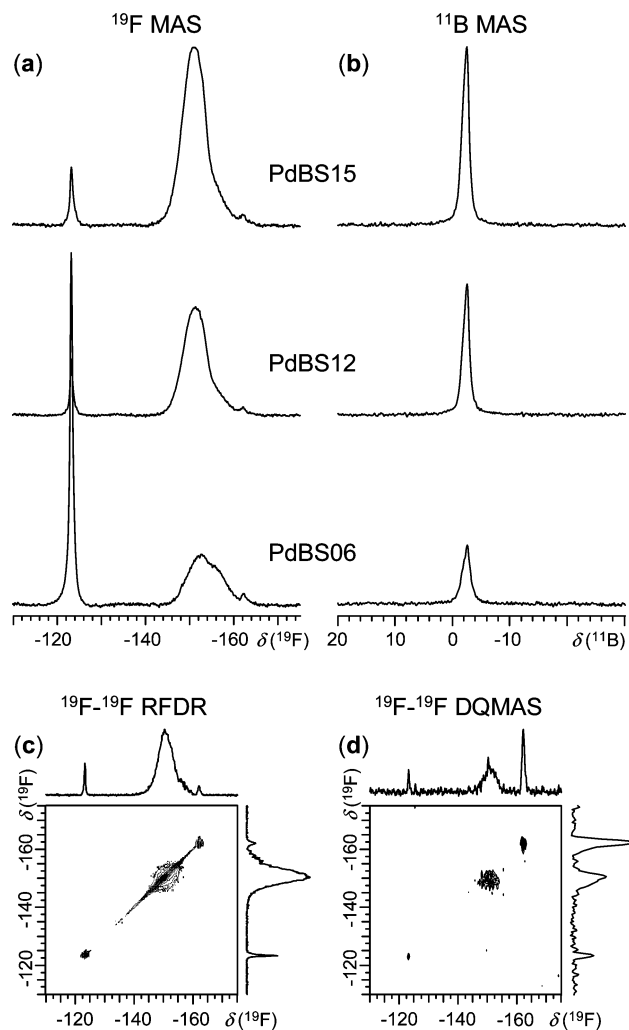 ¹⁹F MAS ¹¹B MAS
(a) (b)
PdBS15
PdBS12
PdBS06
-120 -140 -160 δ(¹⁹F) 20 10 0 -10 δ(¹¹B)
¹⁹F-¹⁹F RFDR ¹⁹F-¹⁹F DQMAS
(c) (d)
δ(¹⁹F) δ(¹⁹F)
-160 -160
-140 -140
-120 -120
-120 -140 -160 δ(¹⁹F) -120 -140 -160 δ(¹⁹F)